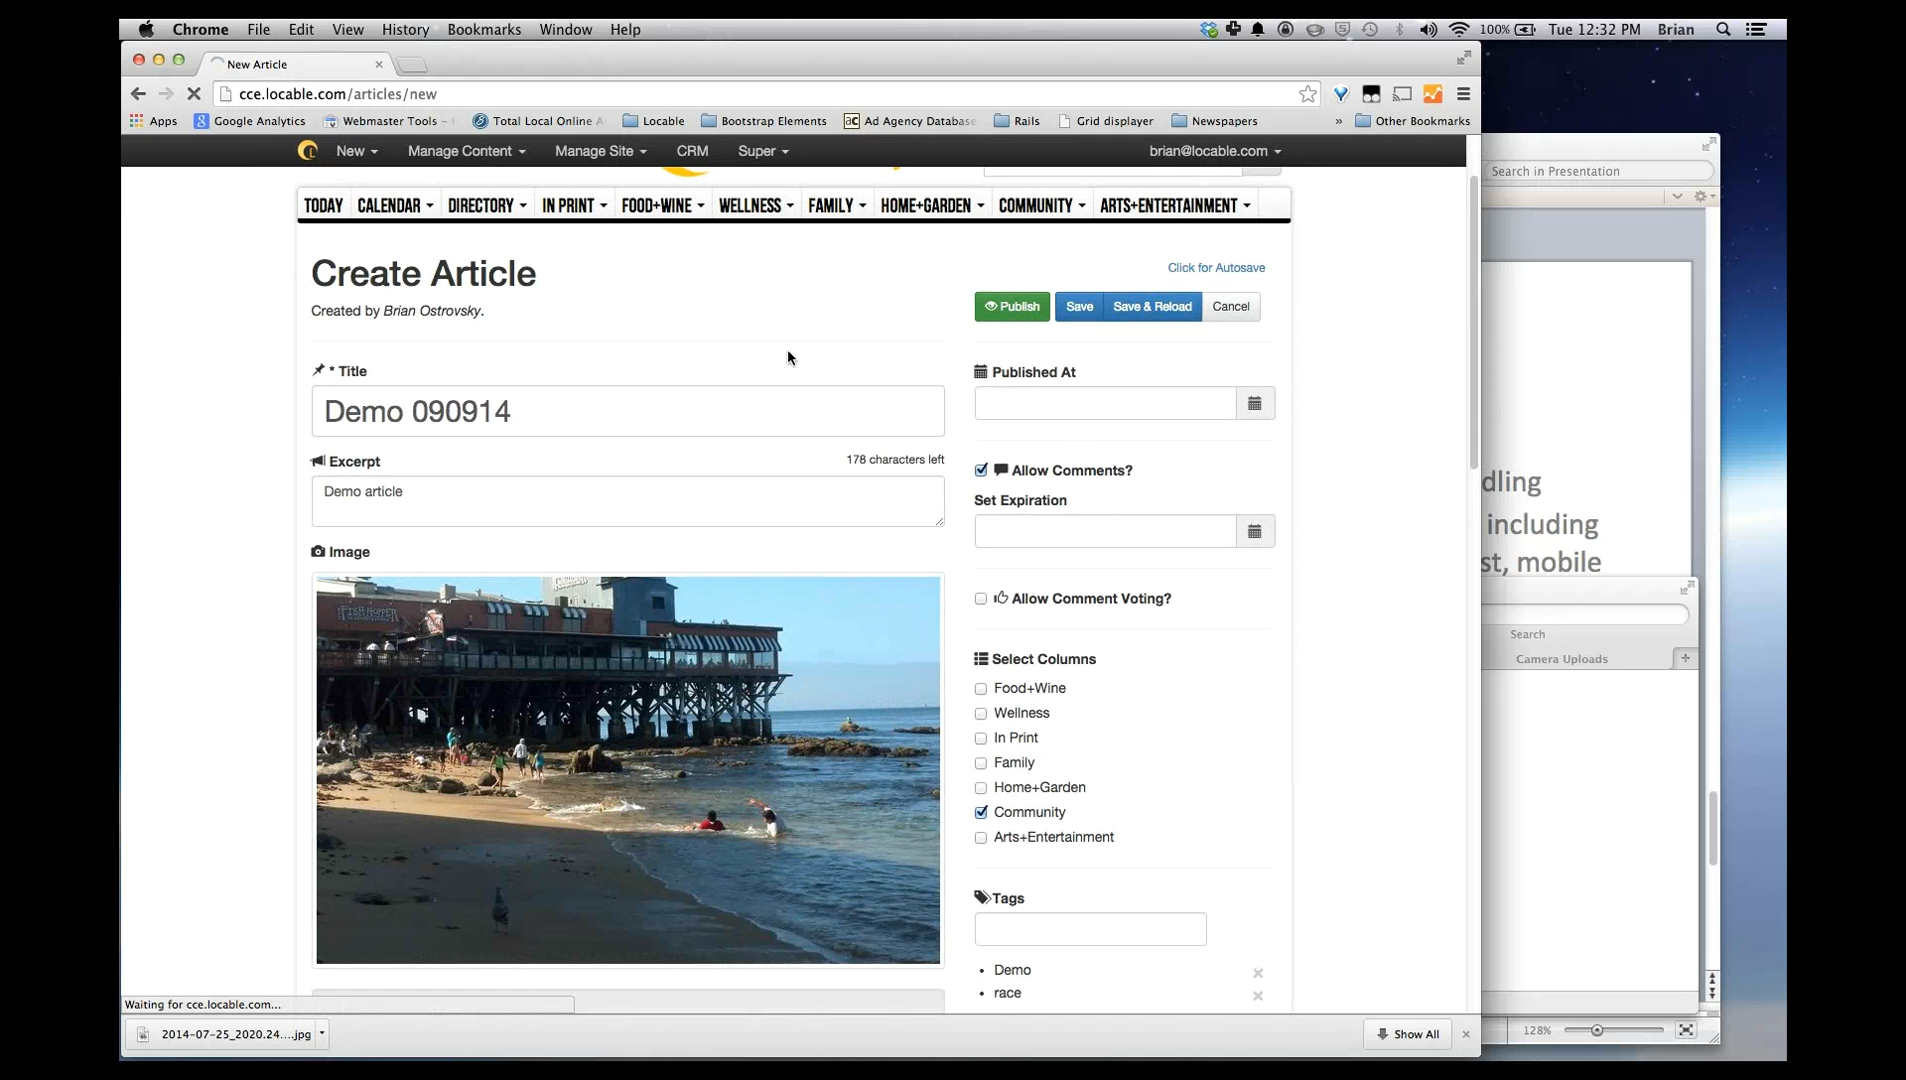 Chrome File Edit View History Bookmarks Window Help 100% Tue 12:32 PM Brian
New Article
cce.locable.com/articles/new
Apps Google Analytics Webmaster Tools - Total Local Online Locable Bootstrap Elements Ad Agency Database Rails Grid displayer Newspapers » Other Bookmarks
New Manage Content Manage Site CRM Super brian@locable.com
Search in Presentation
TODAY CALENDAR DIRECTORY IN PRINT FOOD+WINE WELLNESS FAMILY HOME+GARDEN COMMUNITY ARTS+ENTERTAINMENT
Create Article
Click for Autosave
Created by Brian Ostrovsky.
Publish Save Save & Reload Cancel
* Title
Demo 090914
Published At
Excerpt 178 characters left
Demo article
Allow Comments?
Set Expiration
Image
FISH HOPPER
Allow Comment Voting?
Select Columns
Food+Wine
Wellness
In Print
Family
Home+Garden
Community
Arts+Entertainment
Tags
• Demo
• race
dling
including
st, mobile
Search
Camera Uploads
Waiting for cce.locable.com...
2014-07-25_2020.24....jpg Show All
128%